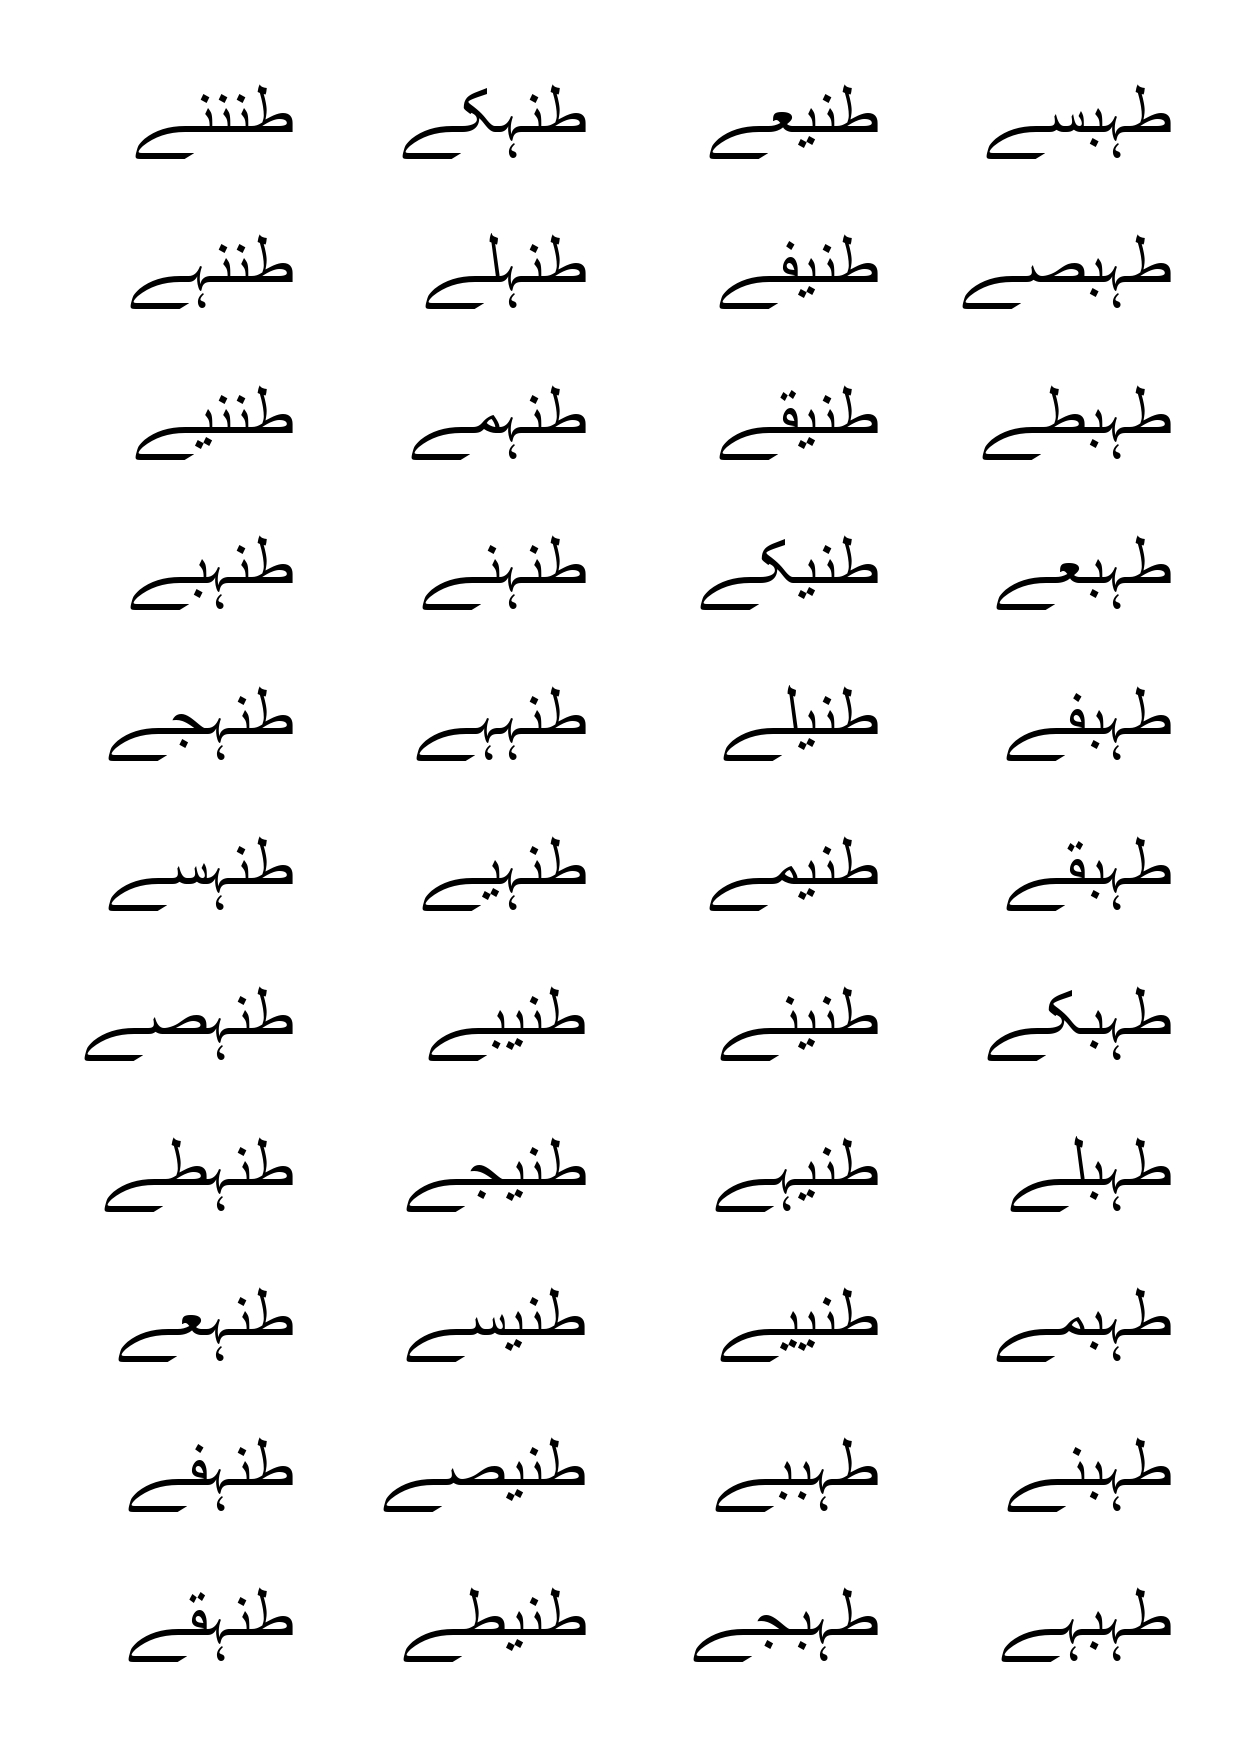 طہبسے طنیعے طنہکے طننے
طہبصے طنیفے طنہلے طننہے
طہبطے طنیقے طنہمے طننیے
طہبعے طنیکے طنہنے طنہبے
طہبفے طنیلے طنہہے طنہجے
طہبقے طنیمے طنہیے طنہسے
طہبکے طنینے طنیبے طنہصے
طہبلے طنیہے طنیجے طنہطے
طہبمے طنییے طنیسے طنہعے
طہبنے طہببے طنیصے طنہفے
طہبہے طہبجے طنیطے طنہقے